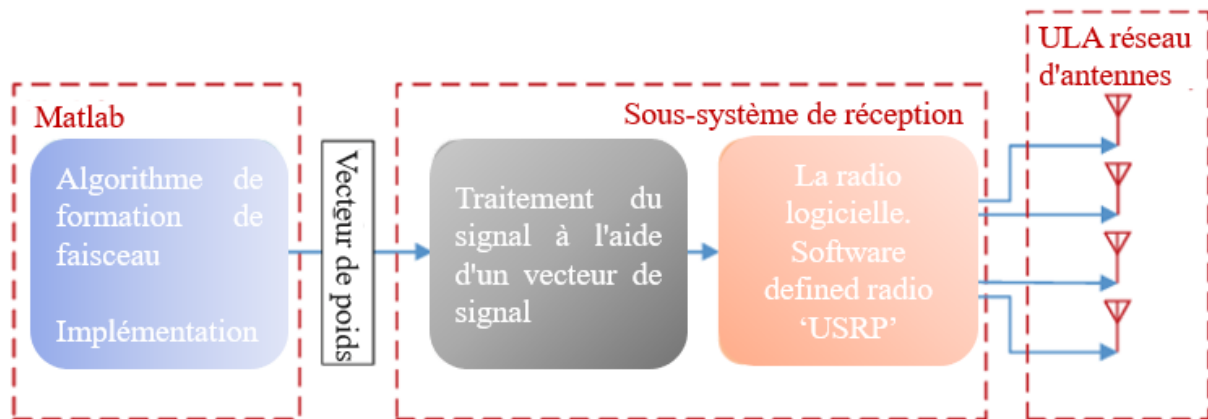 Matlab
Algorithme de
formation de
faisceau
Implémentation
Vecteur de poids
Sous-système de réception
Traitement du
signal à l'aide
d'un vecteur de
signal
La radio
logicielle.
Software
defined radio
‘USRP’
ULA réseau
d'antennes